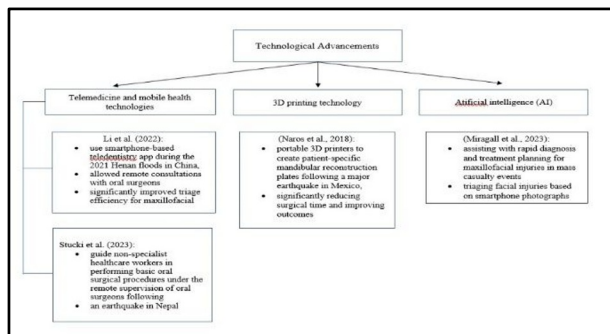 Technological Advancements
Telemedicine and mobile health
technologies
3D printing technology
Atificial intelligence (AI)
Li et al. (2022):
use smartphone-based
teledentistry app during the
2021 Henan floods in China,
allowed remote consultations
with oral surgeons
significantly improved triage
efficiency for maxillofacial
(Naros et al., 2018)
portable 3D printers to
create patient-specific
mandibular reconstruction
plates following a major
earthquake in Mexico,
significantly reducing
surgical time and improving
outcomes
(Miragall et al., 2023)
assisting with rapid diagnosis
and treatment planning for
maxillofacial injuries in mass
casualty events
triaging facial injuries based
on smartphone photographs
Stucki et al. (2023):
guide non-specialist
healthcare workers in
performing basic oral
surgical procedures under the
remote supervision of oral
surgeons following
an earthquake in Nepal